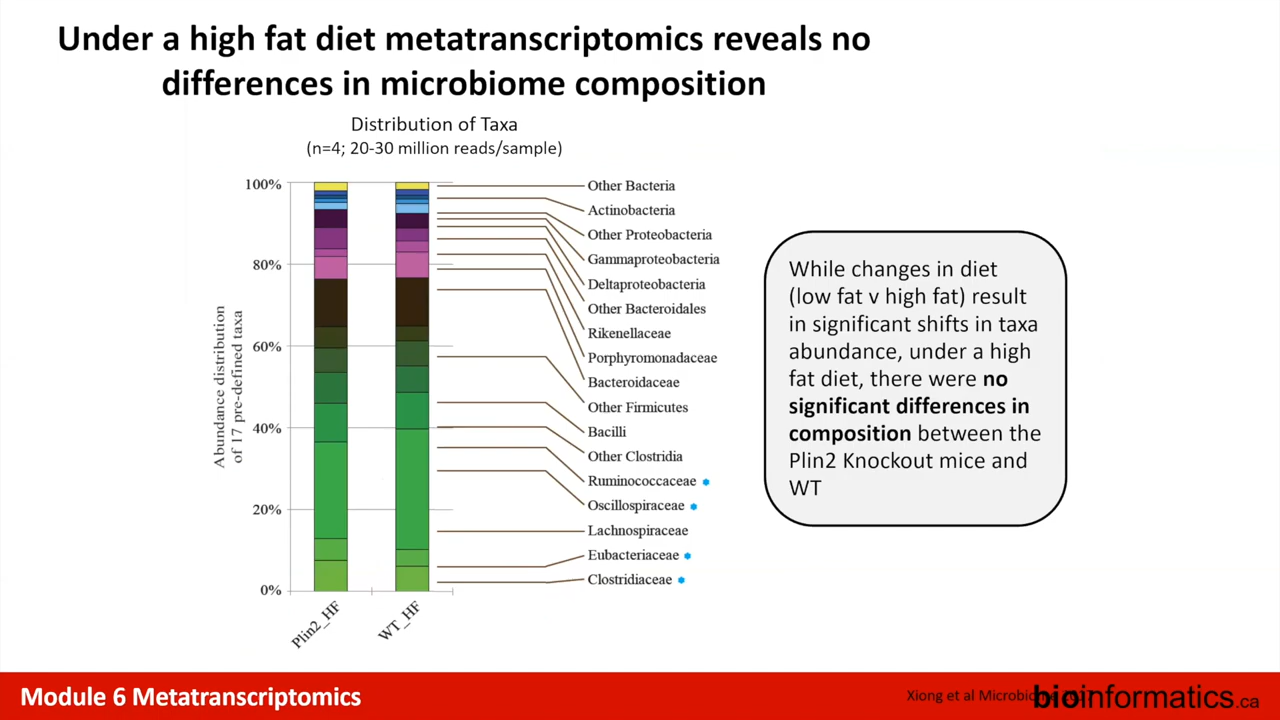 Under a high fat diet metatranscriptomics reveals no
differences in microbiome composition
Distribution of Taxa
(n=4; 20-30 million reads/sample)
Abundance distribution
of 17 pre-defined taxa
100%
80%
60%
40%
20%
0%
Plin2_HF
WT_HF
Other Bacteria
Actinobacteria
Other Proteobacteria
Gammaproteobacteria
Deltaproteobacteria
Other Bacteroidales
Rikenellaceae
Porphyromonadaceae
Bacteroidaceae
Other Firmicutes
Bacilli
Other Clostridia
Ruminococcaceae
Oscillospiraceae
Lachnospiraceae
Eubacteriaceae
Clostridiaceae
While changes in diet
(low fat v high fat) result
in significant shifts in taxa
abundance, under a high
fat diet, there were no
significant differences in
composition between the
Plin2 Knockout mice and
WT
Module 6 Metatranscriptomics
Xiong et al
bioinformatics.ca